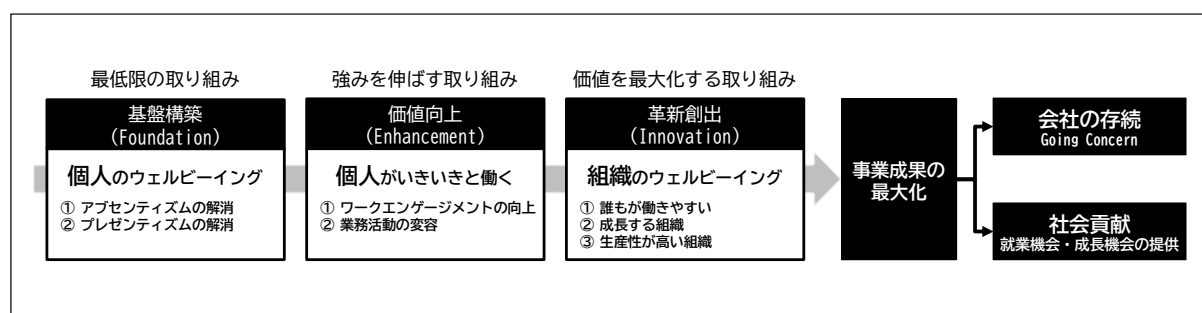 最低限の取り組み
基盤構築
(Foundation)
個人のウェルビーイング
① アブセンティズムの解消
② プレゼンティズムの解消
強みを伸ばす取り組み
価値向上
(Enhancement)
個人がいきいきと働く
① ワークエンゲージメントの向上
② 業務活動の変容
価値を最大化する取り組み
革新創出
(Innovation)
組織のウェルビーイング
① 誰もが働きやすい
② 成長する組織
③ 生産性が高い組織
事業成果の
最大化
会社の存続
Going Concern
社会貢献
就業機会・成長機会の提供